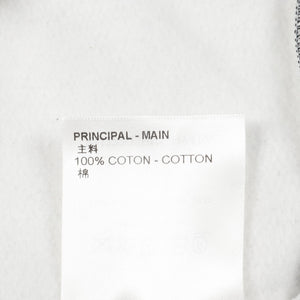 PRINCIPAL - MAIN
主料
100% COTON - COTTON
棉